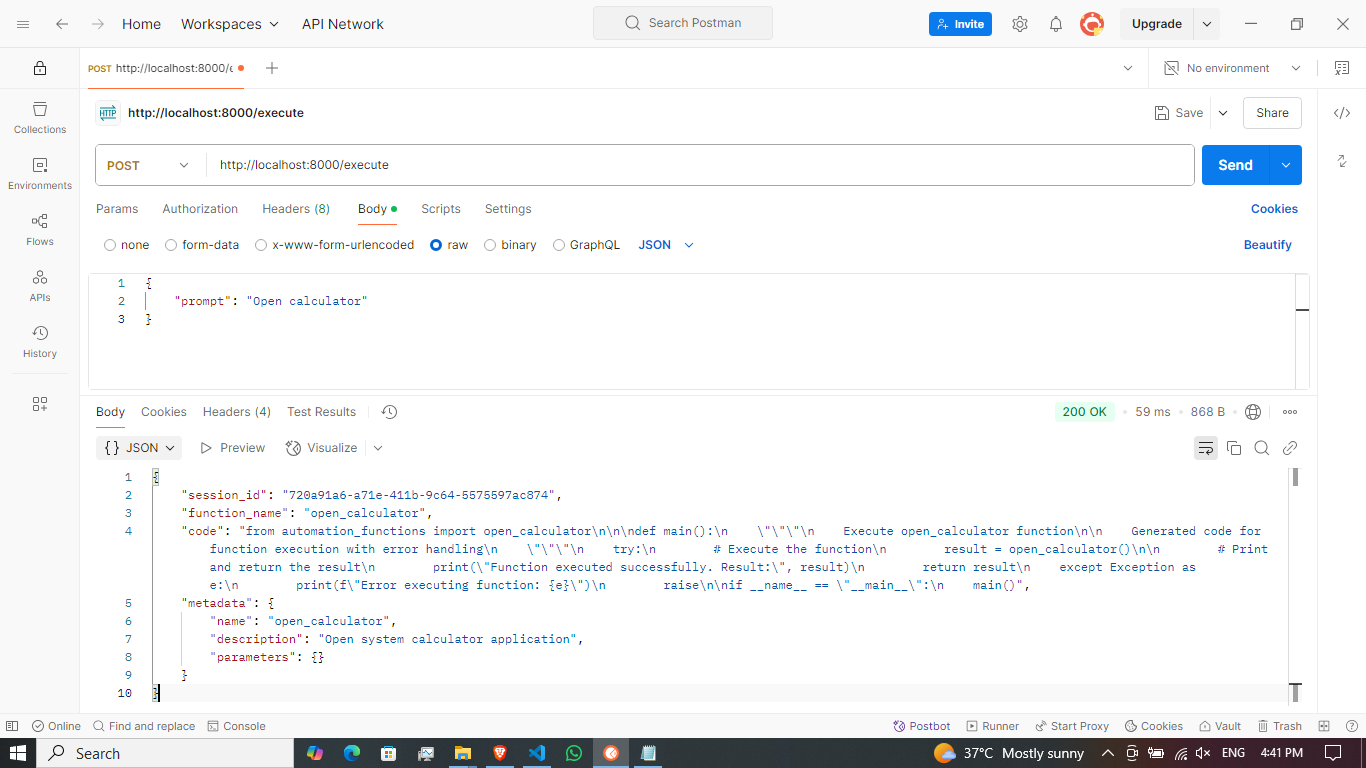 Home Workspaces API Network Search Postman Invite Upgrade
POST http://localhost:8000/e No environment
HTTP http://localhost:8000/execute Save Share
Collections
POST http://localhost:8000/execute Send
Environments
Params Authorization Headers (8) Body Scripts Settings Cookies
Flows
none form-data x-www-form-urlencoded raw binary GraphQL JSON Beautify
APIs
1 {
2 "prompt": "Open calculator"
3 }
History
Body Cookies Headers (4) Test Results 200 OK 59 ms 868 B
{} JSON Preview Visualize
1 {
2 "session_id": "720a91a6-a71e-411b-9c64-5575597ac874",
3 "function_name": "open_calculator",
4 "code": "from automation_functions import open_calculator\n\n\ndef main():\n    \"\"\"\n    Execute open_calculator function\n\n    Generated code for
function execution with error handling\n    \"\"\"\n    try:\n        # Execute the function\n        result = open_calculator()\n\n        # Print
and return the result\n        print(\"Function executed successfully. Result:\", result)\n        return result\n    except Exception as
e:\n        print(f\"Error executing function: {e}\")\n        raise\n\nif __name__ == \"__main__\":\n    main()",
5 "metadata": {
6 "name": "open_calculator",
7 "description": "Open system calculator application",
8 "parameters": {}
9 }
10 }
Online Find and replace Console Postbot Runner Start Proxy Cookies Vault Trash
Search 37°C Mostly sunny ENG 4:41 PM